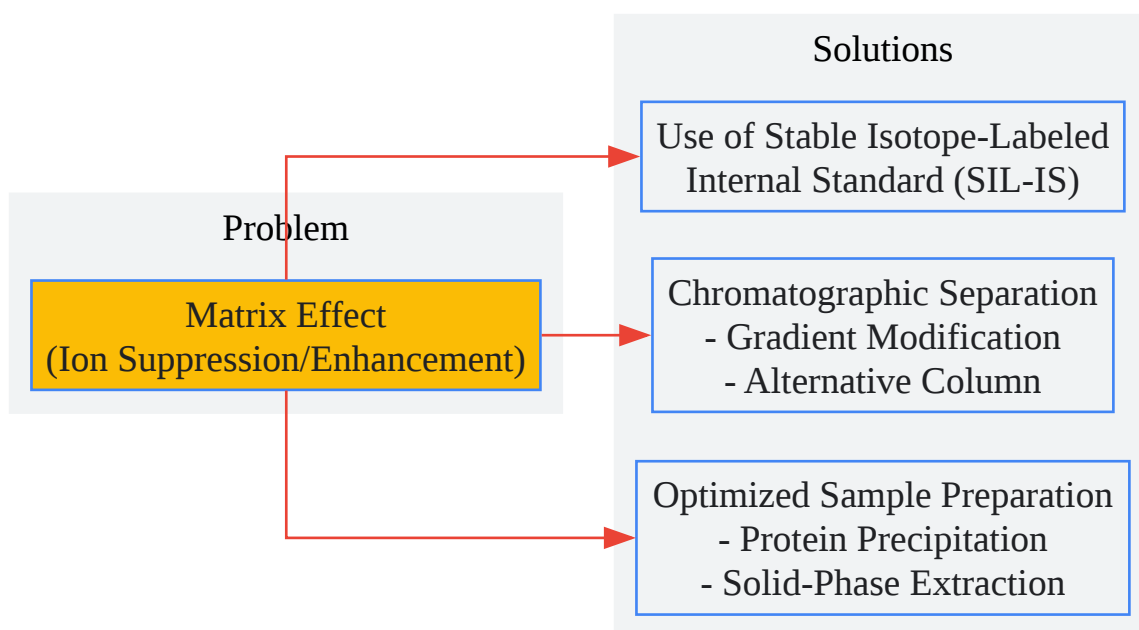 Problem
Matrix Effect
(Ion Suppression/Enhancement)
Solutions
Use of Stable Isotope-Labeled
Internal Standard (SIL-IS)
Chromatographic Separation
- Gradient Modification
- Alternative Column
Optimized Sample Preparation
- Protein Precipitation
- Solid-Phase Extraction